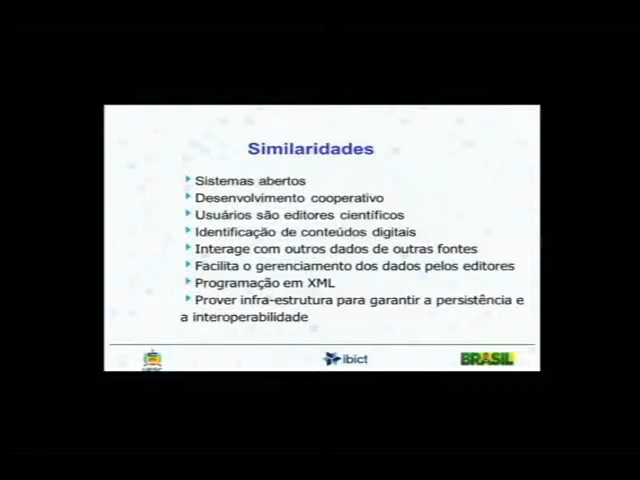 Similaridades
Sistemas abertos
Desenvolvimento cooperativo
Usuários são editores científicos
Identificação de conteúdos digitais
Interage com outros dados de outras fontes
Facilita o gerenciamento dos dados pelos editores
Programação em XML
Prover infra-estrutura para garantir a persistência e
a interoperabilidade
ibict
BRASIL